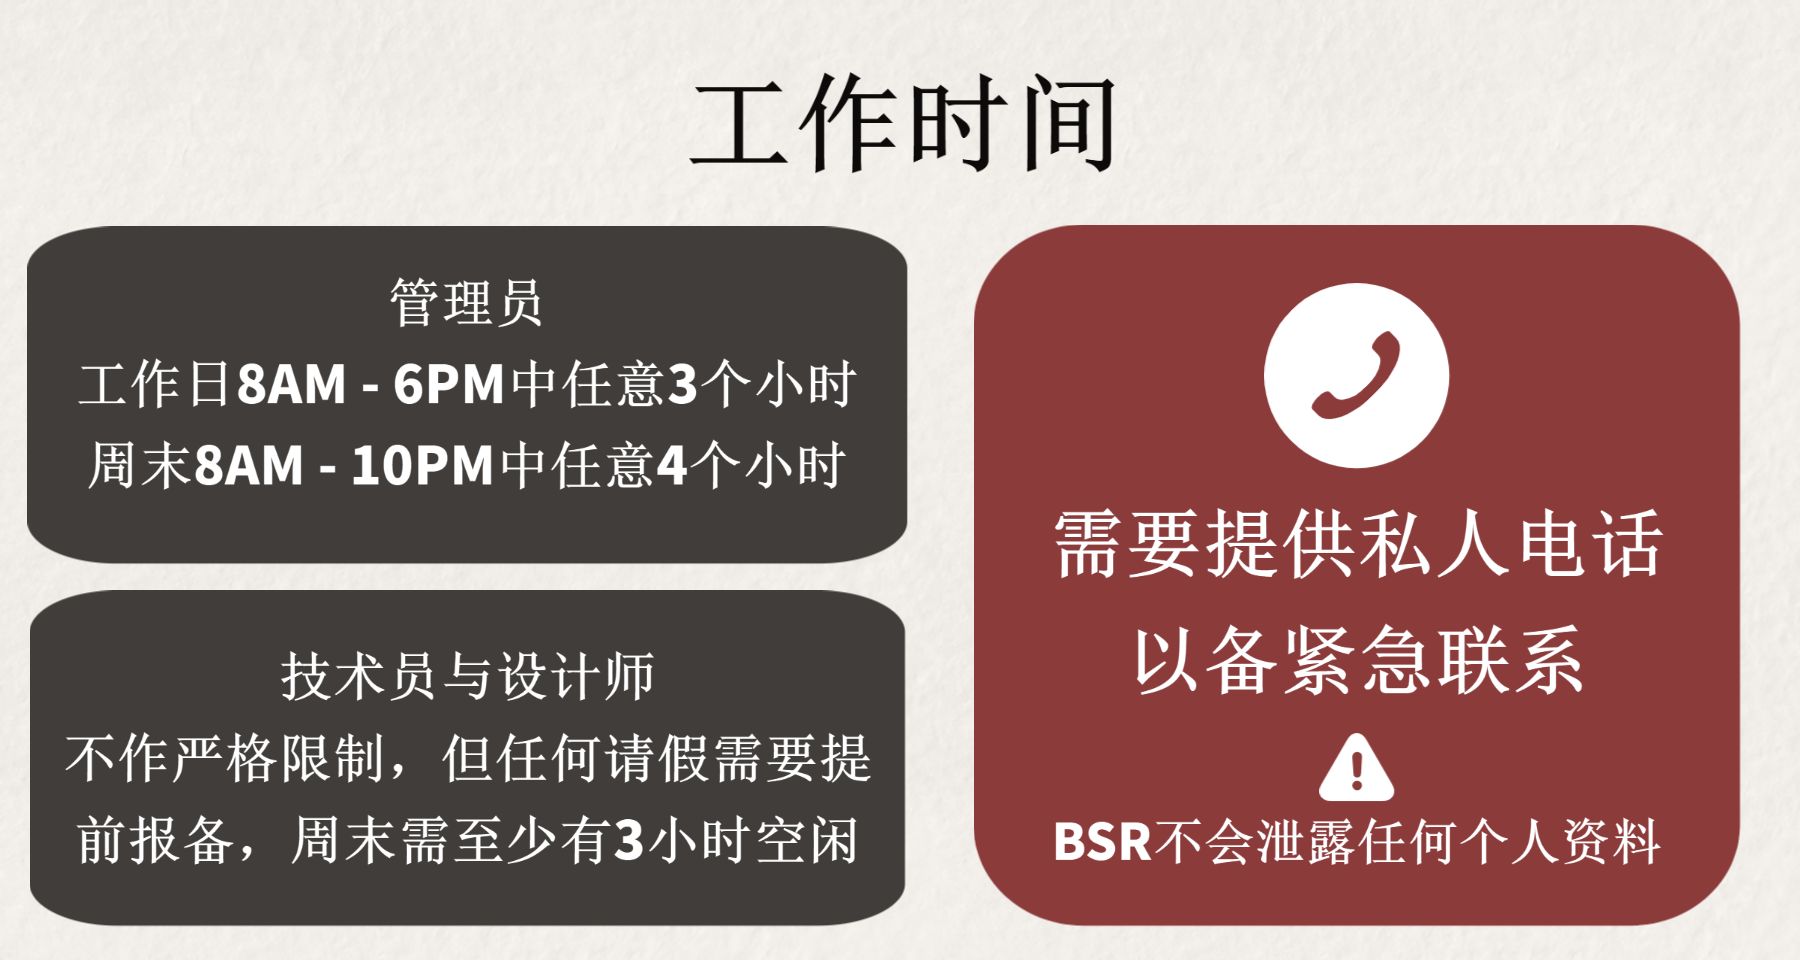 工作时间
管理员
工作日8AM - 6PM中任意3个小时
周末8AM - 10PM中任意4个小时
技术员与设计师
不作严格限制，但任何请假需要提
前报备，周末需至少有3小时空闲
需要提供私人电话
以备紧急联系
BSR不会泄露任何个人资料